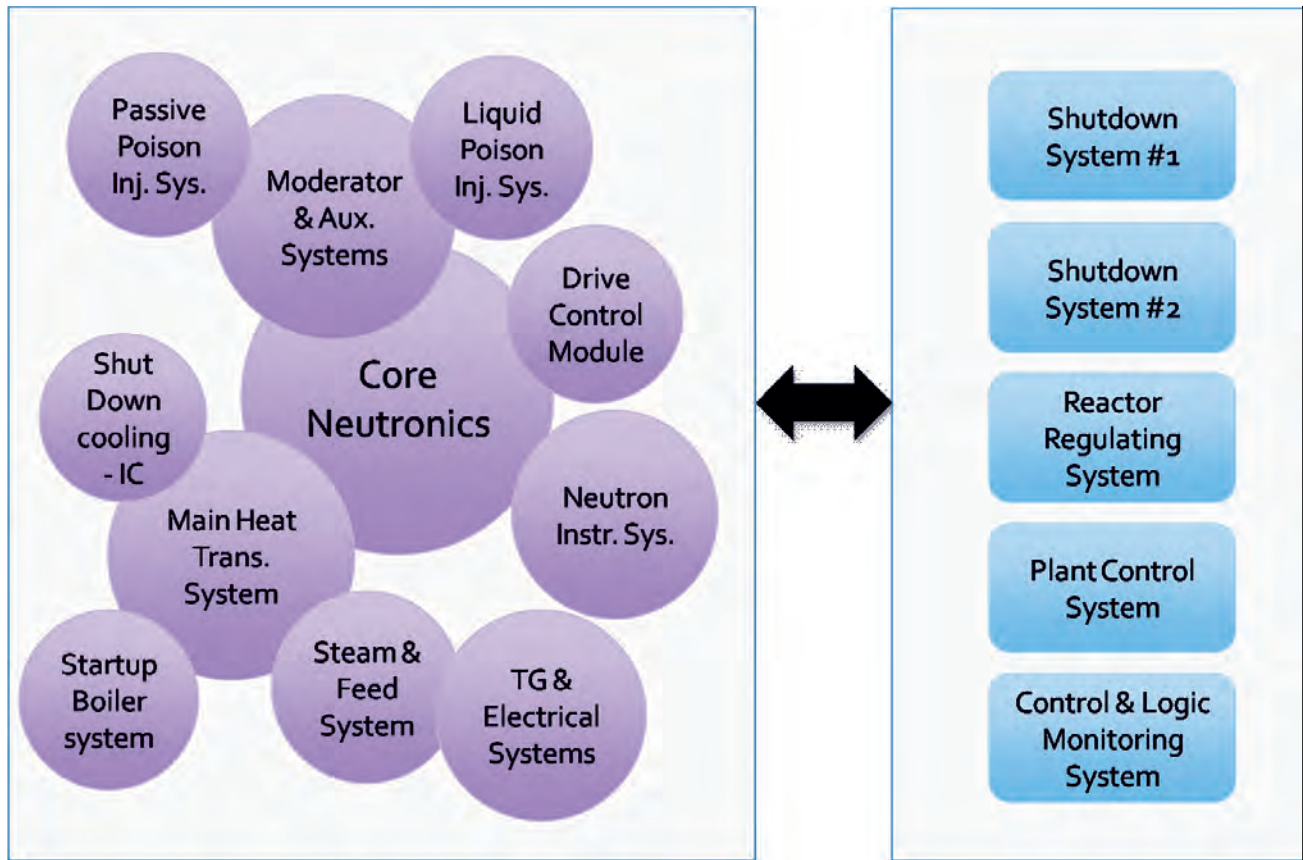 Passive
Poison
Inj. Sys.
Liquid
Poison
Inj. Sys.
Moderator
& Aux.
Systems
Drive
Control
Module
Core
Neutronics
Shut
Down
cooling
- IC
Neutron
Instr. Sys.
Main Heat
Trans.
System
Startup
Boiler
system
Steam &
Feed
System
TG &
Electrical
Systems
Shutdown
System #1
Shutdown
System #2
Reactor
Regulating
System
Plant Control
System
Control & Logic
Monitoring
System